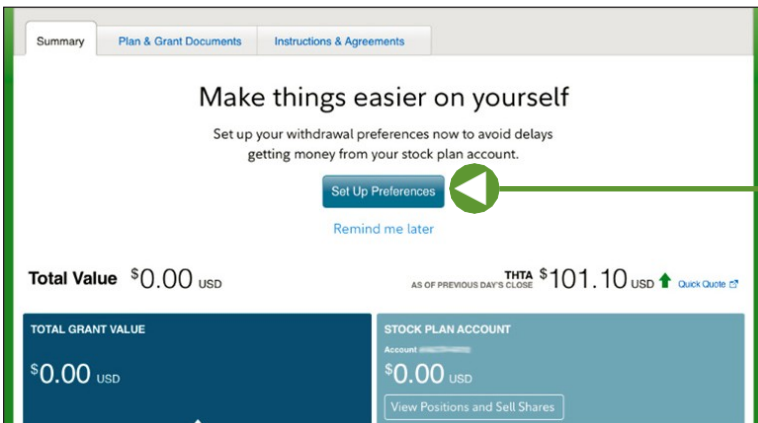 Summary Plan & Grant Documents Instructions & Agreements
Make things easier on yourself
Set up your withdrawal preferences now to avoid delays
getting money from your stock plan account.
Set Up Preferences
Remind me later
Total Value $0.00 USD
THTA $101.10 USD Quick Quote
AS OF PREVIOUS DAY'S CLOSE
TOTAL GRANT VALUE
$0.00 USD
STOCK PLAN ACCOUNT
Account
$0.00 USD
View Positions and Sell Shares